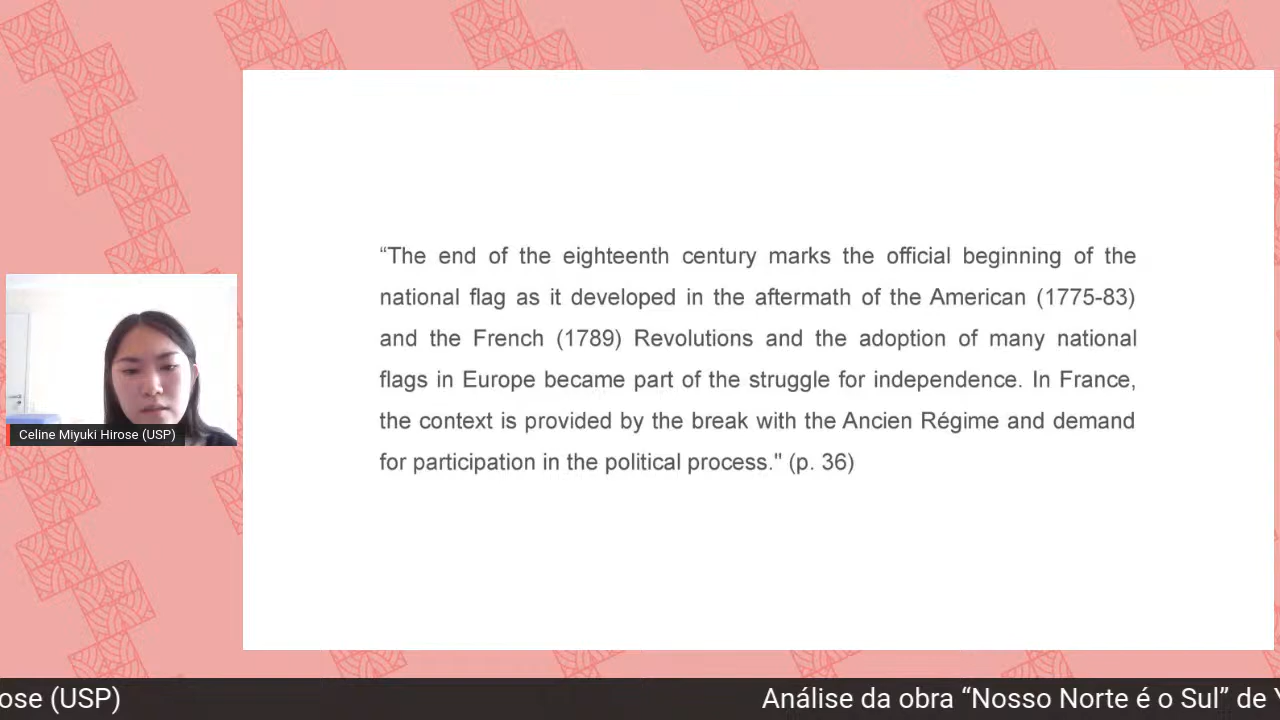 “The end of the eighteenth century marks the official beginning of the
national flag as it developed in the aftermath of the American (1775-83)
and the French (1789) Revolutions and the adoption of many national
flags in Europe became part of the struggle for independence. In France,
the context is provided by the break with the Ancien Régime and demand
for participation in the political process." (p. 36)
Celine Miyuki Hirose (USP)
ose (USP)
Análise da obra “Nosso Norte é o Sul” de